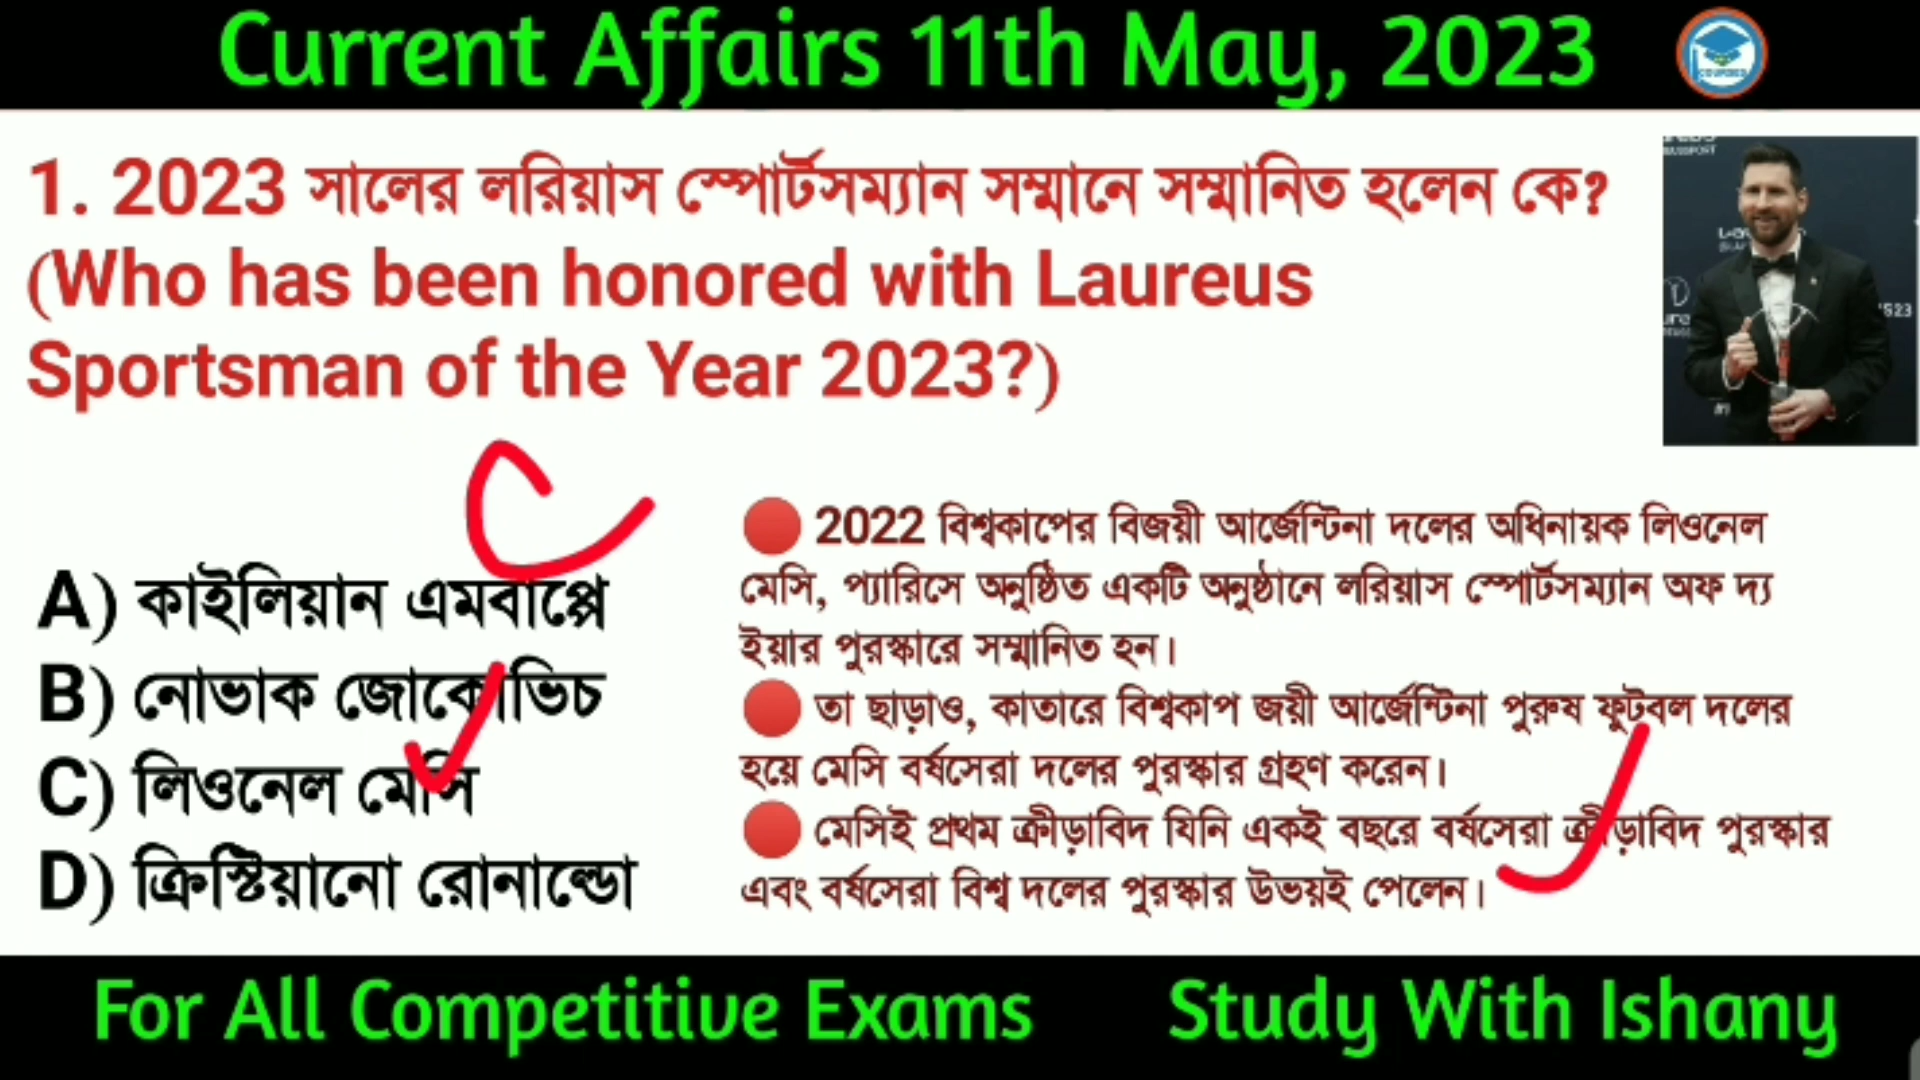 Current Affairs 11th May, 2023
1. 2023 সালের লরিয়াস স্পোর্টসম্যান সম্মানে সম্মানিত হলেন কে?
(Who has been honored with Laureus
Sportsman of the Year 2023?)
C
A) কাইলিয়ান এমবাপ্পে
B) নোভাক জোকোভিচ
C) লিওনেল মেসি
D) ক্রিস্টিয়ানো রোনাল্ডো
2022 বিশ্বকাপের বিজয়ী আর্জেন্টিনা দলের অধিনায়ক লিওনেল
মেসি, প্যারিসে অনুষ্ঠিত একটি অনুষ্ঠানে লরিয়াস স্পোর্টসম্যান অফ দ্য
ইয়ার পুরস্কারে সম্মানিত হন।
তা ছাড়াও, কাতারে বিশ্বকাপ জয়ী আর্জেন্টিনা পুরুষ ফুটবল দলের
হয়ে মেসি বর্ষসেরা দলের পুরস্কার গ্রহণ করেন।
মেসিই প্রথম ক্রীড়াবিদ যিনি একই বছরে বর্ষসেরা ক্রীড়াবিদ পুরস্কার
এবং বর্ষসেরা বিশ্ব দলের পুরস্কার উভয়ই পেলেন।
For All Competitive Exams
Study With Ishany